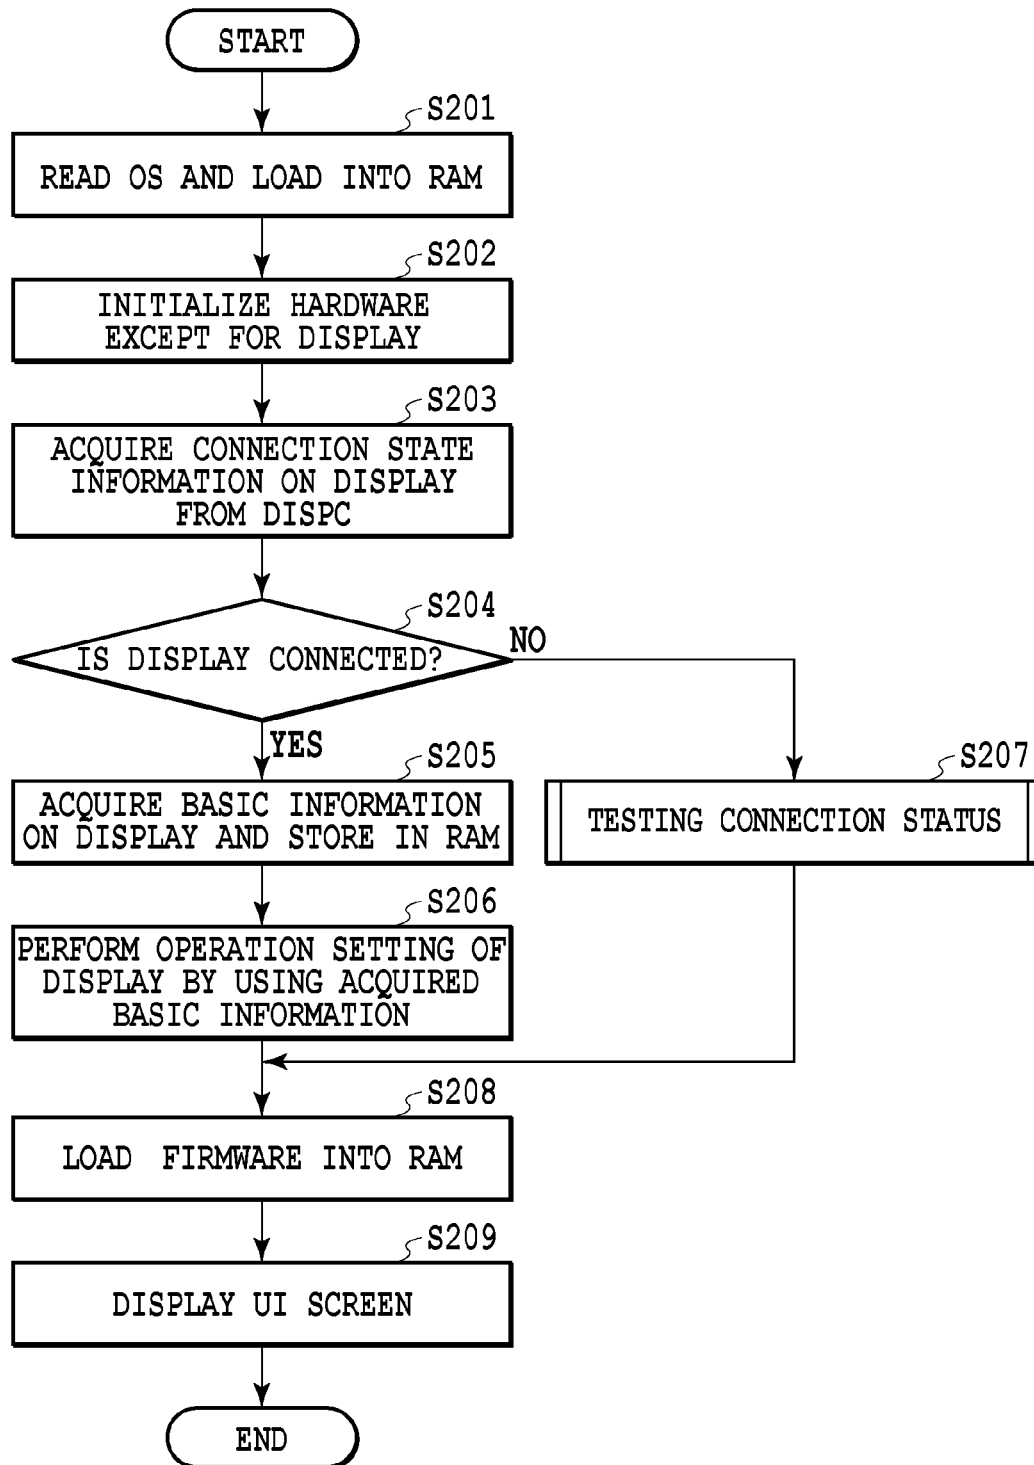 START
S201
READ OS AND LOAD INTO RAM
S202
INITIALIZE HARDWARE
EXCEPT FOR DISPLAY
S203
ACQUIRE CONNECTION STATE
INFORMATION ON DISPLAY
FROM DISPC
S204
IS DISPLAY CONNECTED?
NO
YES
S205
ACQUIRE BASIC INFORMATION
ON DISPLAY AND STORE IN RAM
S207
TESTING CONNECTION STATUS
S206
PERFORM OPERATION SETTING OF
DISPLAY BY USING ACQUIRED
BASIC INFORMATION
S208
LOAD FIRMWARE INTO RAM
S209
DISPLAY UI SCREEN
END